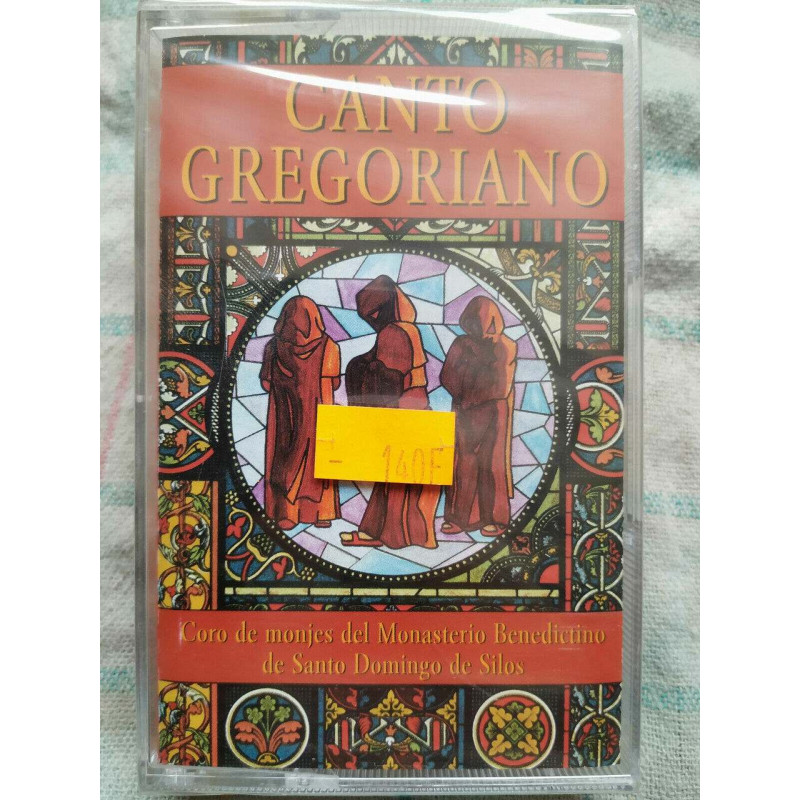 CANTO
GREGORIANO
- 140F
Coro de monjes del Monasterio Benedictino
de Santo Domingo de Silos